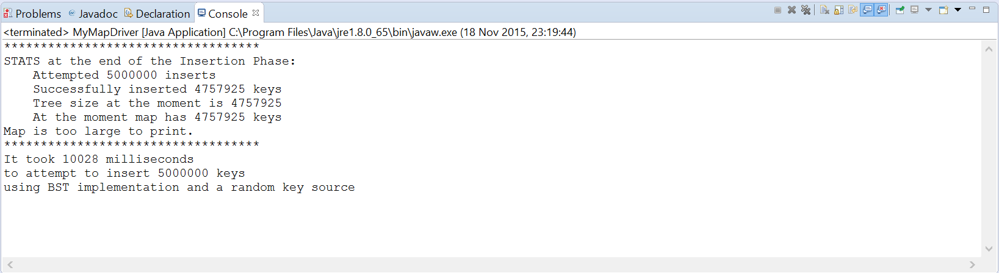 Problems @ Javadoc Declaration Console
<terminated> MyMapDriver [Java Application] C:\Program Files\Java\jre1.8.0_65\bin\javaw.exe (18 Nov 2015, 23:19:44)
***********************************
STATS at the end of the Insertion Phase:
    Attempted 5000000 inserts
    Successfully inserted 4757925 keys
    Tree size at the moment is 4757925
    At the moment map has 4757925 keys
Map is too large to print.
***********************************
It took 10028 milliseconds
to attempt to insert 5000000 keys
using BST implementation and a random key source